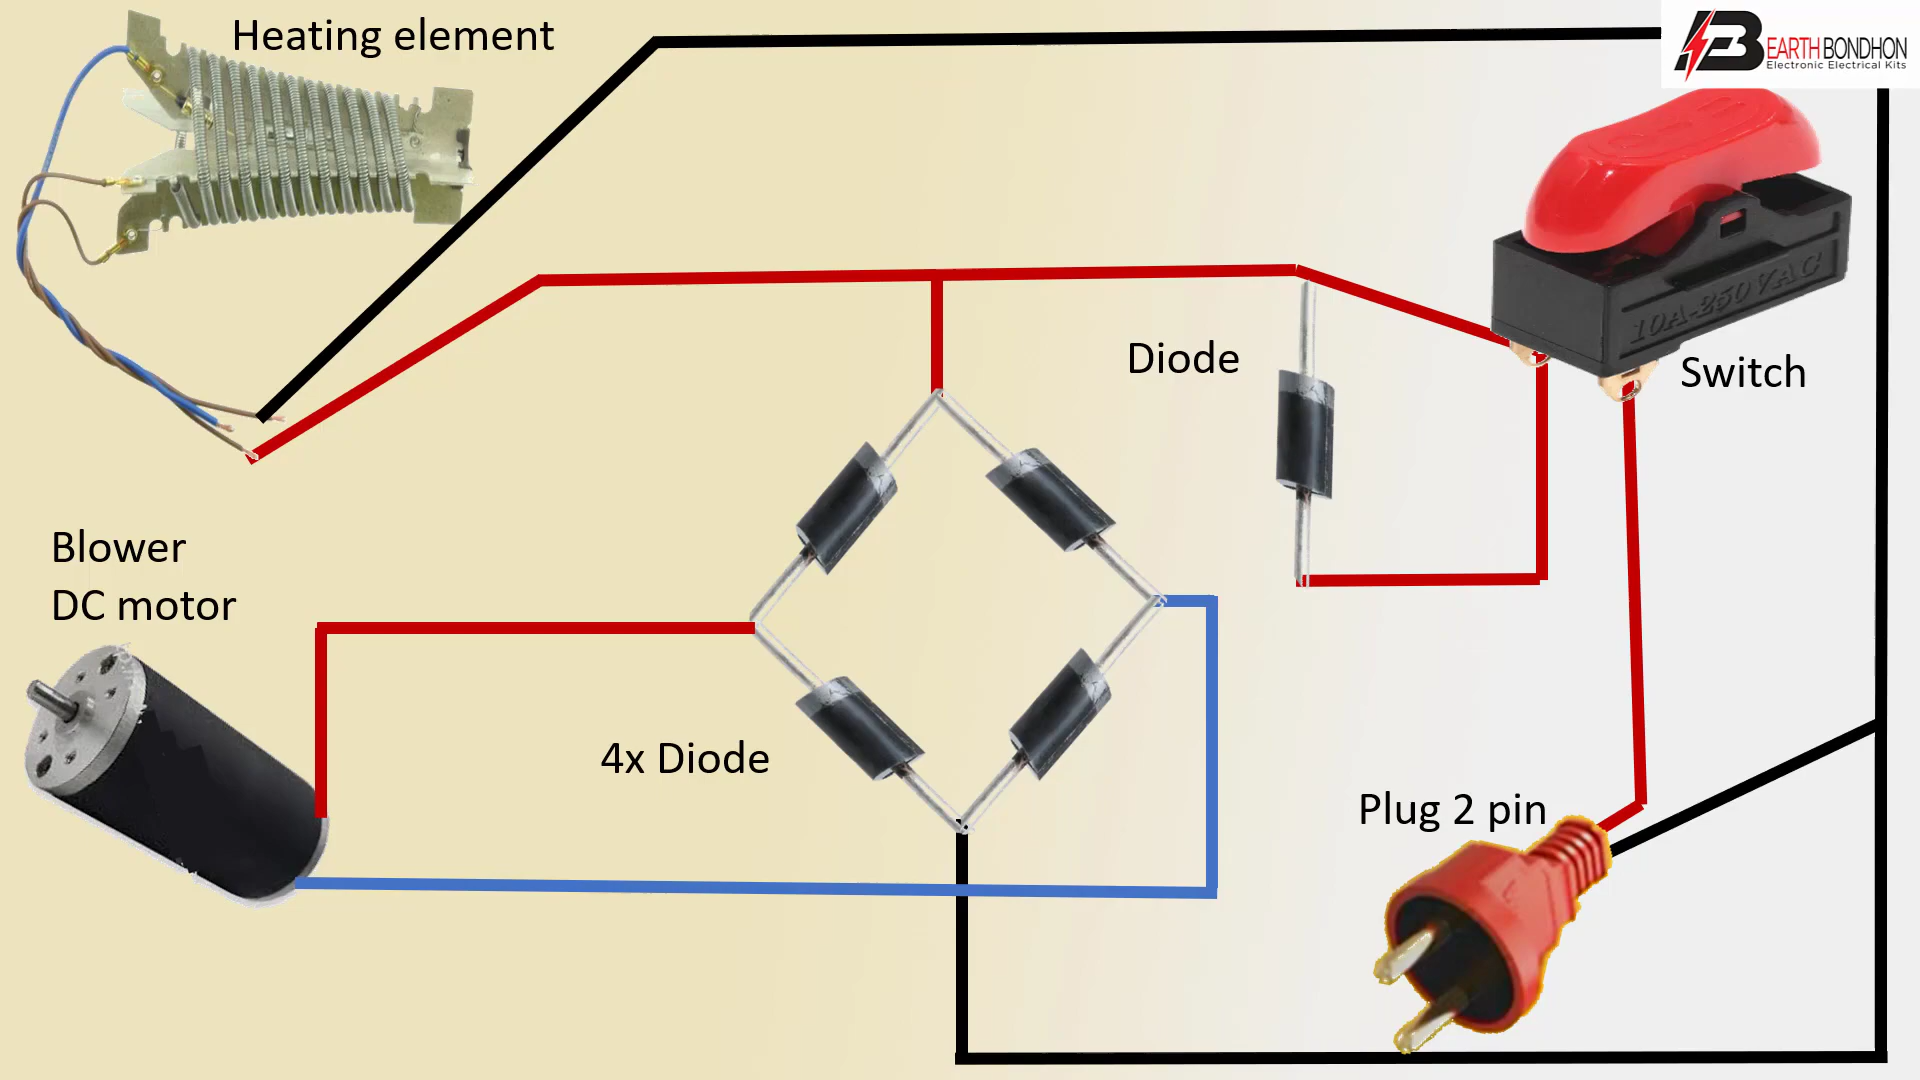 Heating element
EARTH BONDHON
Electronic Electrical Kits
10A-250VAC
Diode
Switch
Blower
DC motor
4x Diode
Plug 2 pin